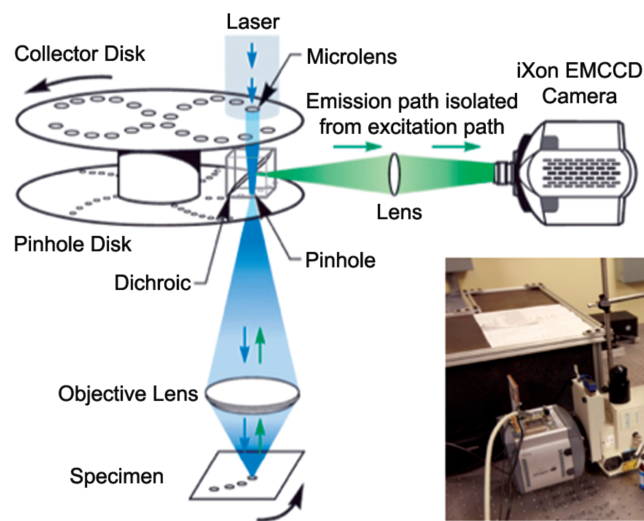 Laser
Collector Disk
Microlens
iXon EMCCD
Camera
Emission path isolated
from excitation path
Lens
Pinhole Disk
Dichroic
Pinhole
Objective Lens
Specimen